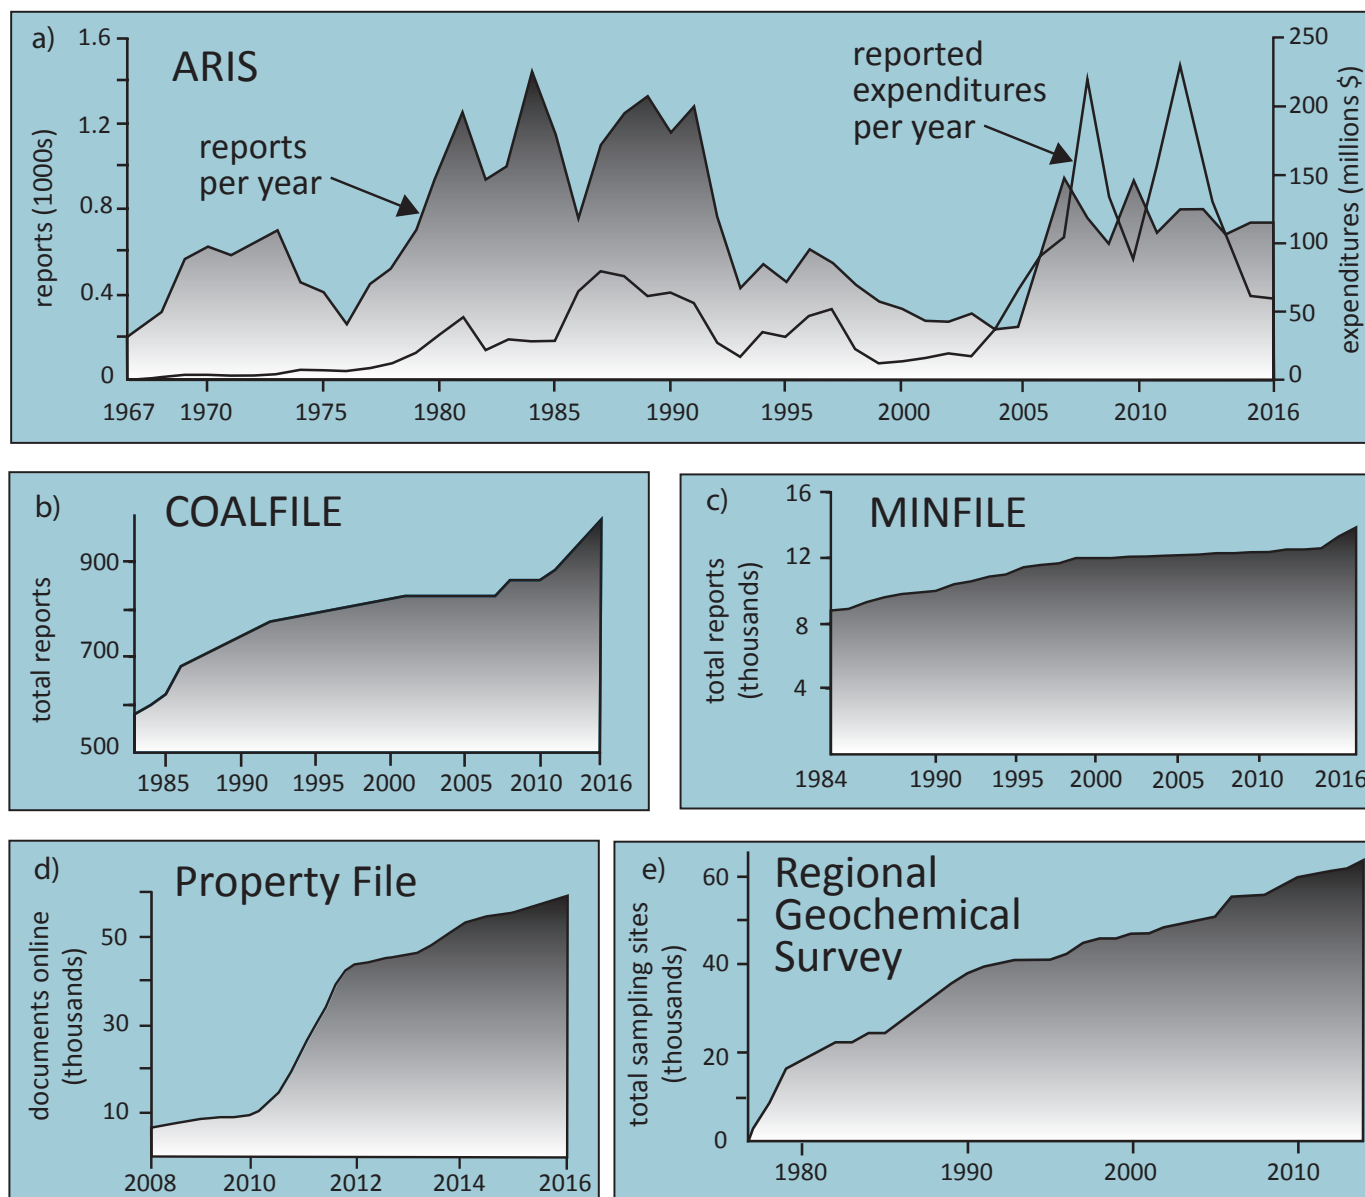 a)
ARIS
reports (1000s)
1.6
1.2
0.8
0.4
0
reports
per year
reported
expenditures
per year
250
200
150
100
50
0
expenditures (millions $)
1967 1970 1975 1980 1985 1990 1995 2000 2005 2010 2016
b)
COALFILE
total reports
900
700
500
1985 1990 1995 2000 2005 2010 2016
c)
MINFILE
total reports
(thousands)
16
12
8
4
1984 1990 1995 2000 2005 2010 2016
d)
Property File
documents online
(thousands)
50
30
10
2008 2010 2012 2014 2016
e)
Regional
Geochemical
Survey
total sampling sites
(thousands)
60
40
20
0
1980 1990 2000 2010